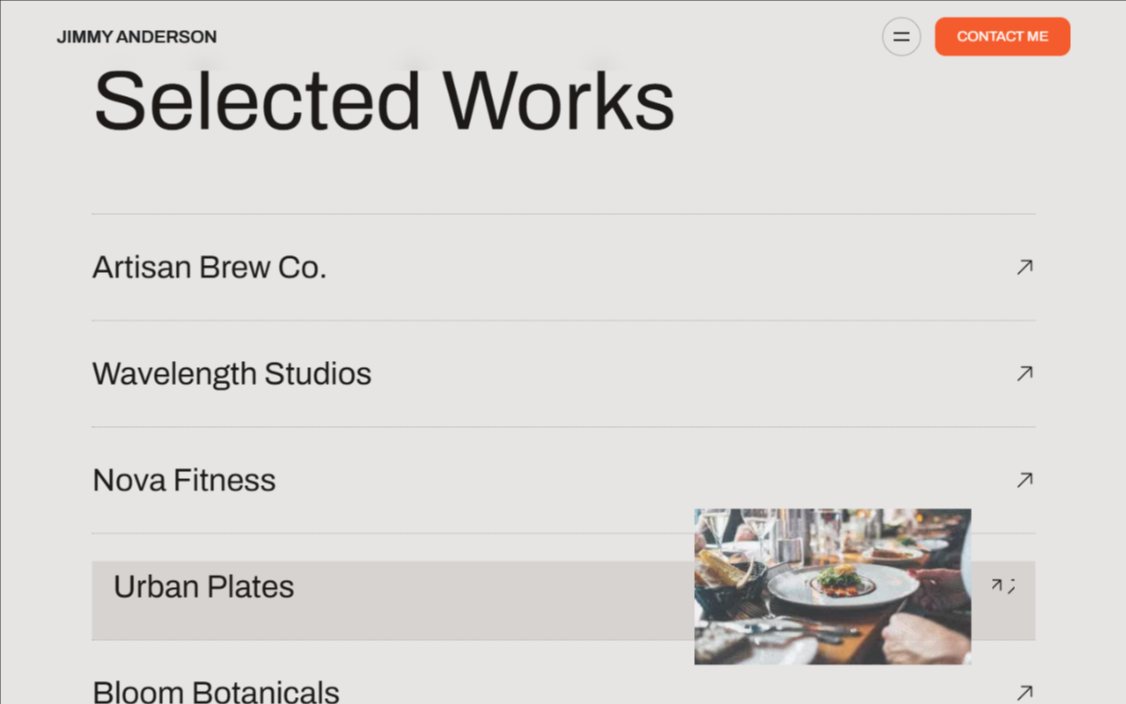 JIMMY ANDERSON
CONTACT ME
Selected Works
Artisan Brew Co.
Wavelength Studios
Nova Fitness
Urban Plates
Bloom Botanicals